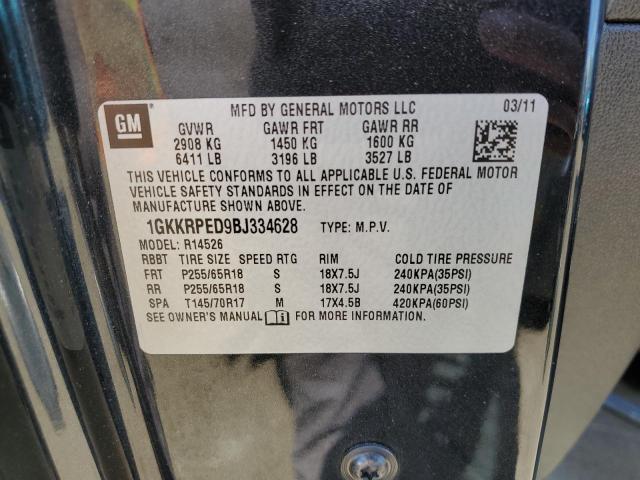 GM
MFD BY GENERAL MOTORS LLC 03/11
GVWR GAWR FRT GAWR RR
2908 KG 1450 KG 1600 KG
6411 LB 3196 LB 3527 LB
THIS VEHICLE CONFORMS TO ALL APPLICABLE U.S. FEDERAL MOTOR
VEHICLE SAFETY STANDARDS IN EFFECT ON THE DATE OF
MANUFACTURE SHOWN ABOVE.
1GKKRPED9BJ334628 TYPE: M.P.V.
MODEL: R14526
RBBT TIRE SIZE SPEED RTG RIM COLD TIRE PRESSURE
FRT P255/65R18 S 18X7.5J 240KPA(35PSI)
RR P255/65R18 S 18X7.5J 240KPA(35PSI)
SPA T145/70R17 M 17X4.5B 420KPA(60PSI)
SEE OWNER'S MANUAL FOR MORE INFORMATION.